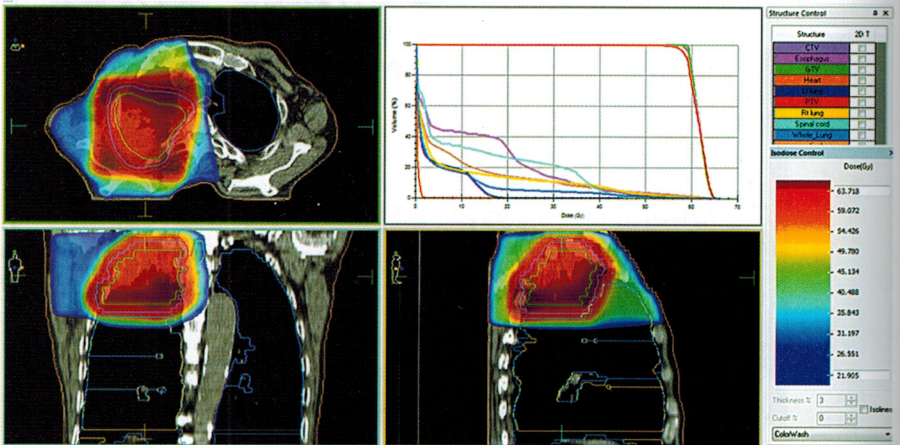 Structure Control
Structure 2D T
CTV
Esophagus
GTV
Heart
Lt lung
PTV
Rt lung
Spinal cord
Whole_Lung
Isodose Control
Dose(Gy)
63.718
59.072
54.426
49.780
45.134
40.488
35.843
31.197
26.551
21.905
Thickness % 3
Cutoff % 0
Isolines
ColorWash
Volume (%)
100
80
60
40
20
0
0 10 20 30 40 50 60 70
Dose (Gy)